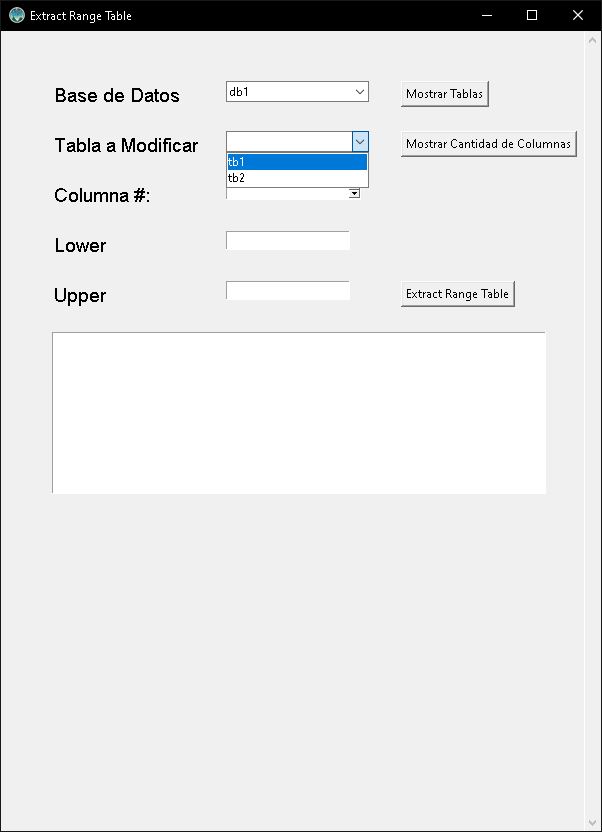 Extract Range Table
Base de Datos db1 Mostrar Tablas
Tabla a Modificar Mostrar Cantidad de Columnas
tb1
tb2
Columna #:
Lower
Upper Extract Range Table